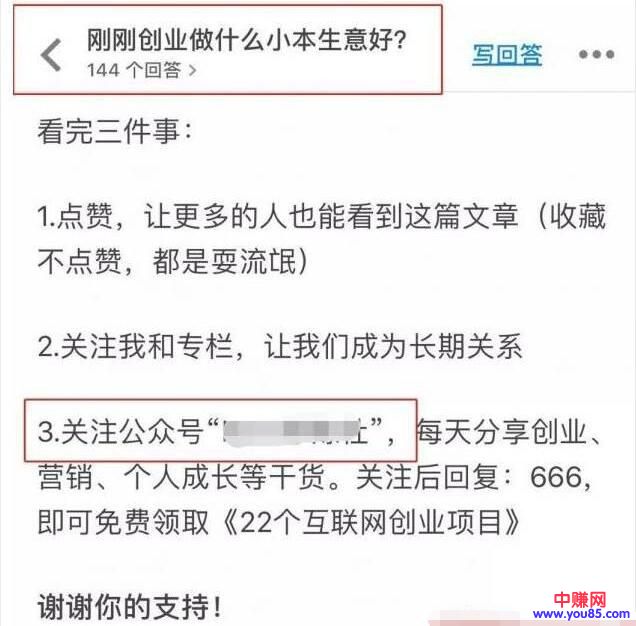 刚刚创业做什么小本生意好?
144 个回答 >
写回答
看完三件事：
1.点赞，让更多的人也能看到这篇文章（收藏
不点赞，都是耍流氓）
2.关注我和专栏，让我们成为长期关系
3.关注公众号“社”，每天分享创业、
营销、个人成长等干货。关注后回复：666，
即可免费领取《22个互联网创业项目》
谢谢你的支持！
中赚网
www.you85.com